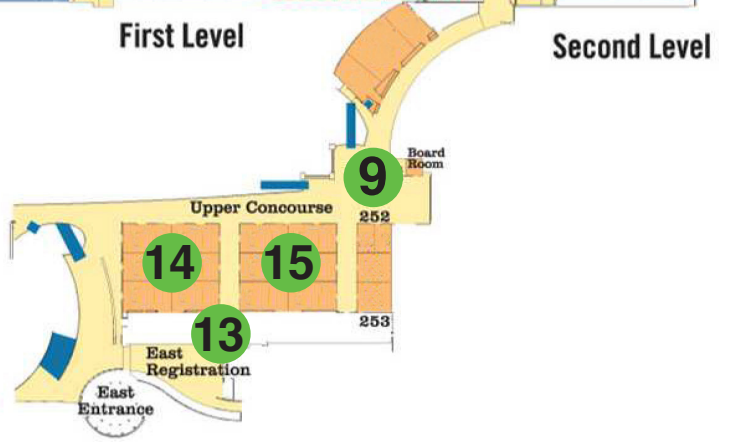 First Level
Second Level
Board
Room
9
Upper Concourse
252
14
15
253
13
East
Registration
East
Entrance